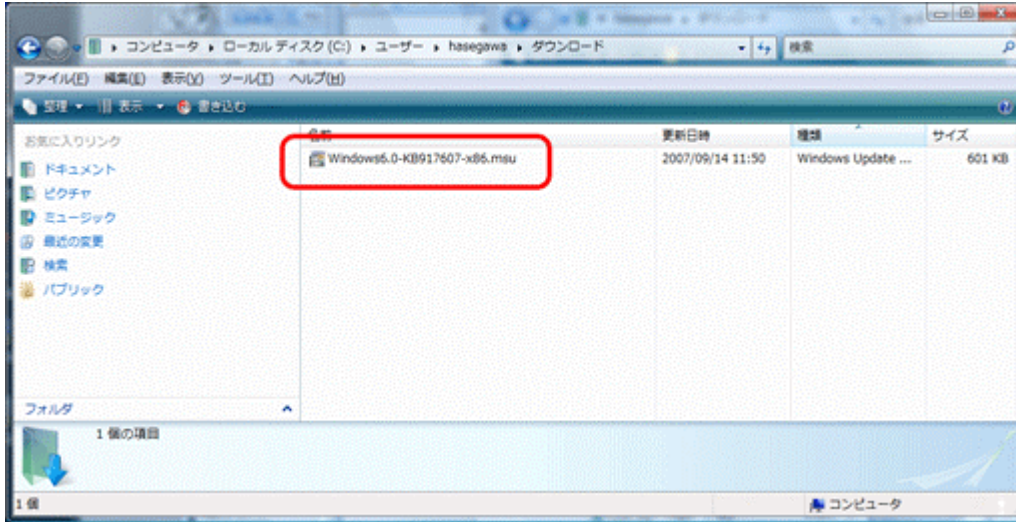 コンピュータ ▸ ローカル ディスク (C:) ▸ ユーザー ▸ hasegawa ▸ ダウンロード 検索
ファイル(F) 編集(E) 表示(V) ツール(T) ヘルプ(H)
整理 表示 書き込む
お気に入りリンク
ドキュメント
ピクチャ
ミュージック
最近の変更
検索
パブリック
フォルダ
名前 更新日時 種類 サイズ
Windows6.0-KB917607-x86.msu 2007/09/14 11:50 Windows Update ... 601 KB
1 個の項目
1 個 コンピュータ